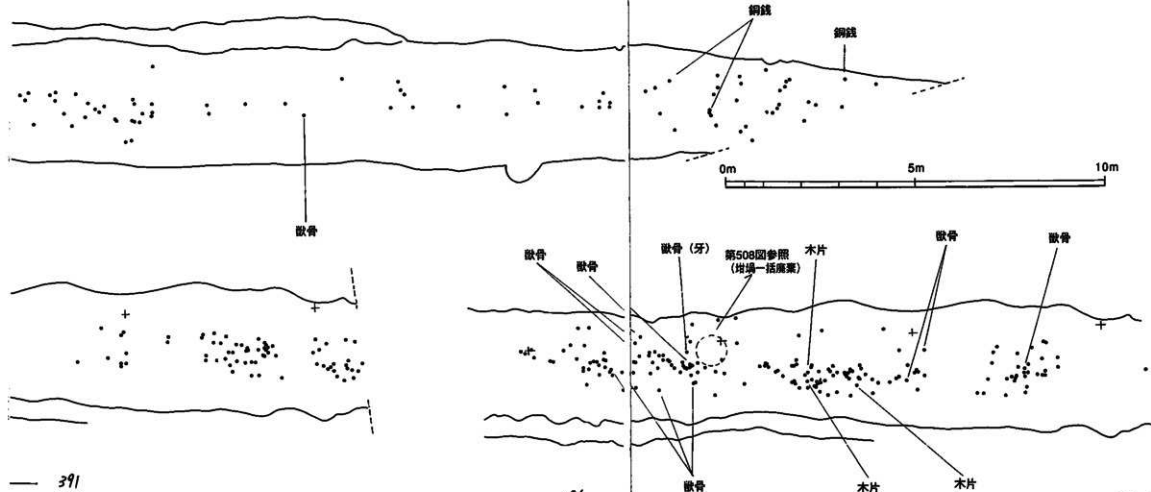 銅銭
銅銭
0m 5m 10m
獣骨
獣骨
獣骨
獣骨（牙）
第508図参照
（坩堝一括廃棄）
木片
獣骨
獣骨
391
獣骨
木片
木片